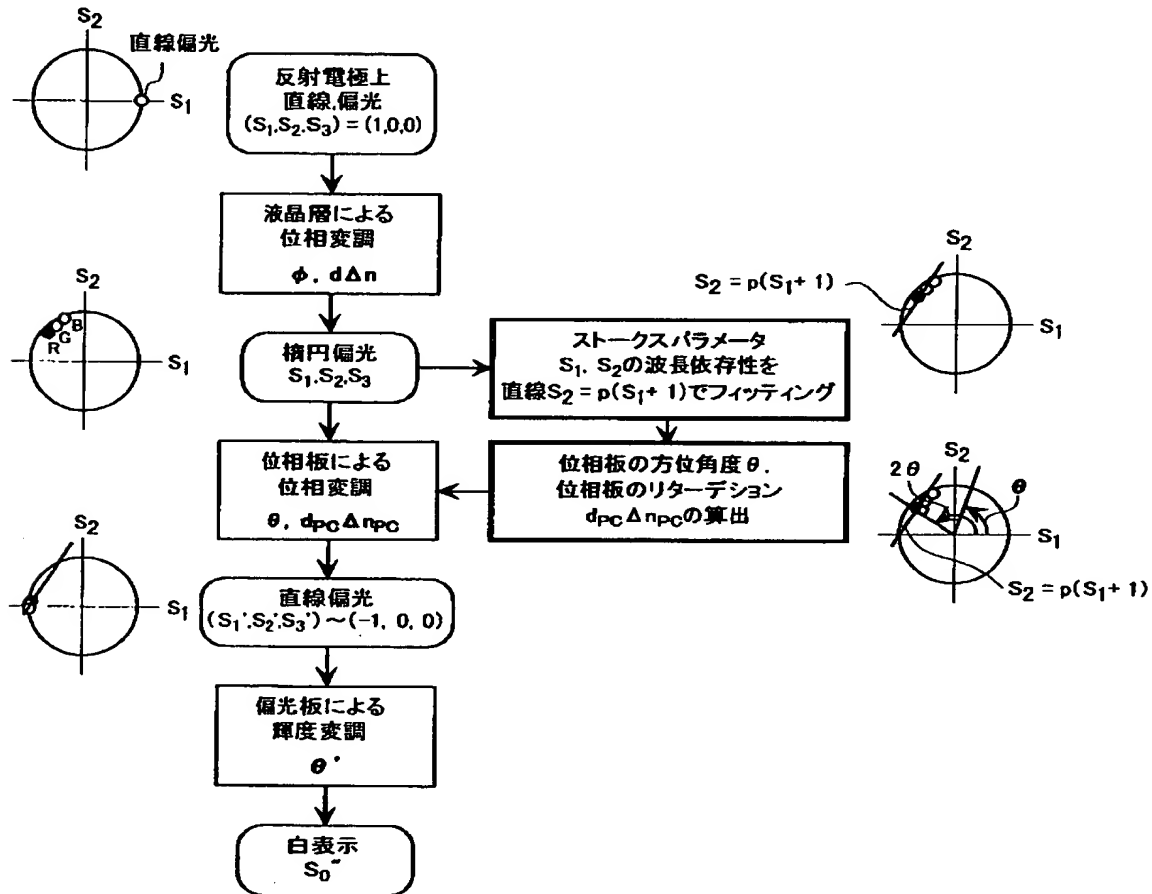 S₂
直線偏光
S₁
反射電極上
直線,偏光
(S₁,S₂,S₃) = (1,0,0)
液晶層による
位相変調
φ, dΔn
S₂
B
G
R
S₁
楕円偏光
S₁,S₂,S₃
ストークスパラメータ
S₁, S₂の波長依存性を
直線S₂ = p(S₁+ 1)でフィッティング
S₂
S₂ = p(S₁+ 1)
S₁
位相板による
位相変調
θ, dPC ΔnPC
位相板の方位角度θ,
位相板のリターデション
dPC ΔnPCの算出
S₂
2θ
θ
S₁
S₂ = p(S₁+ 1)
S₂
S₁
直線偏光
(S₁',S₂',S₃')~(-1, 0, 0)
偏光板による
輝度変調
θ'
白表示
S₀"